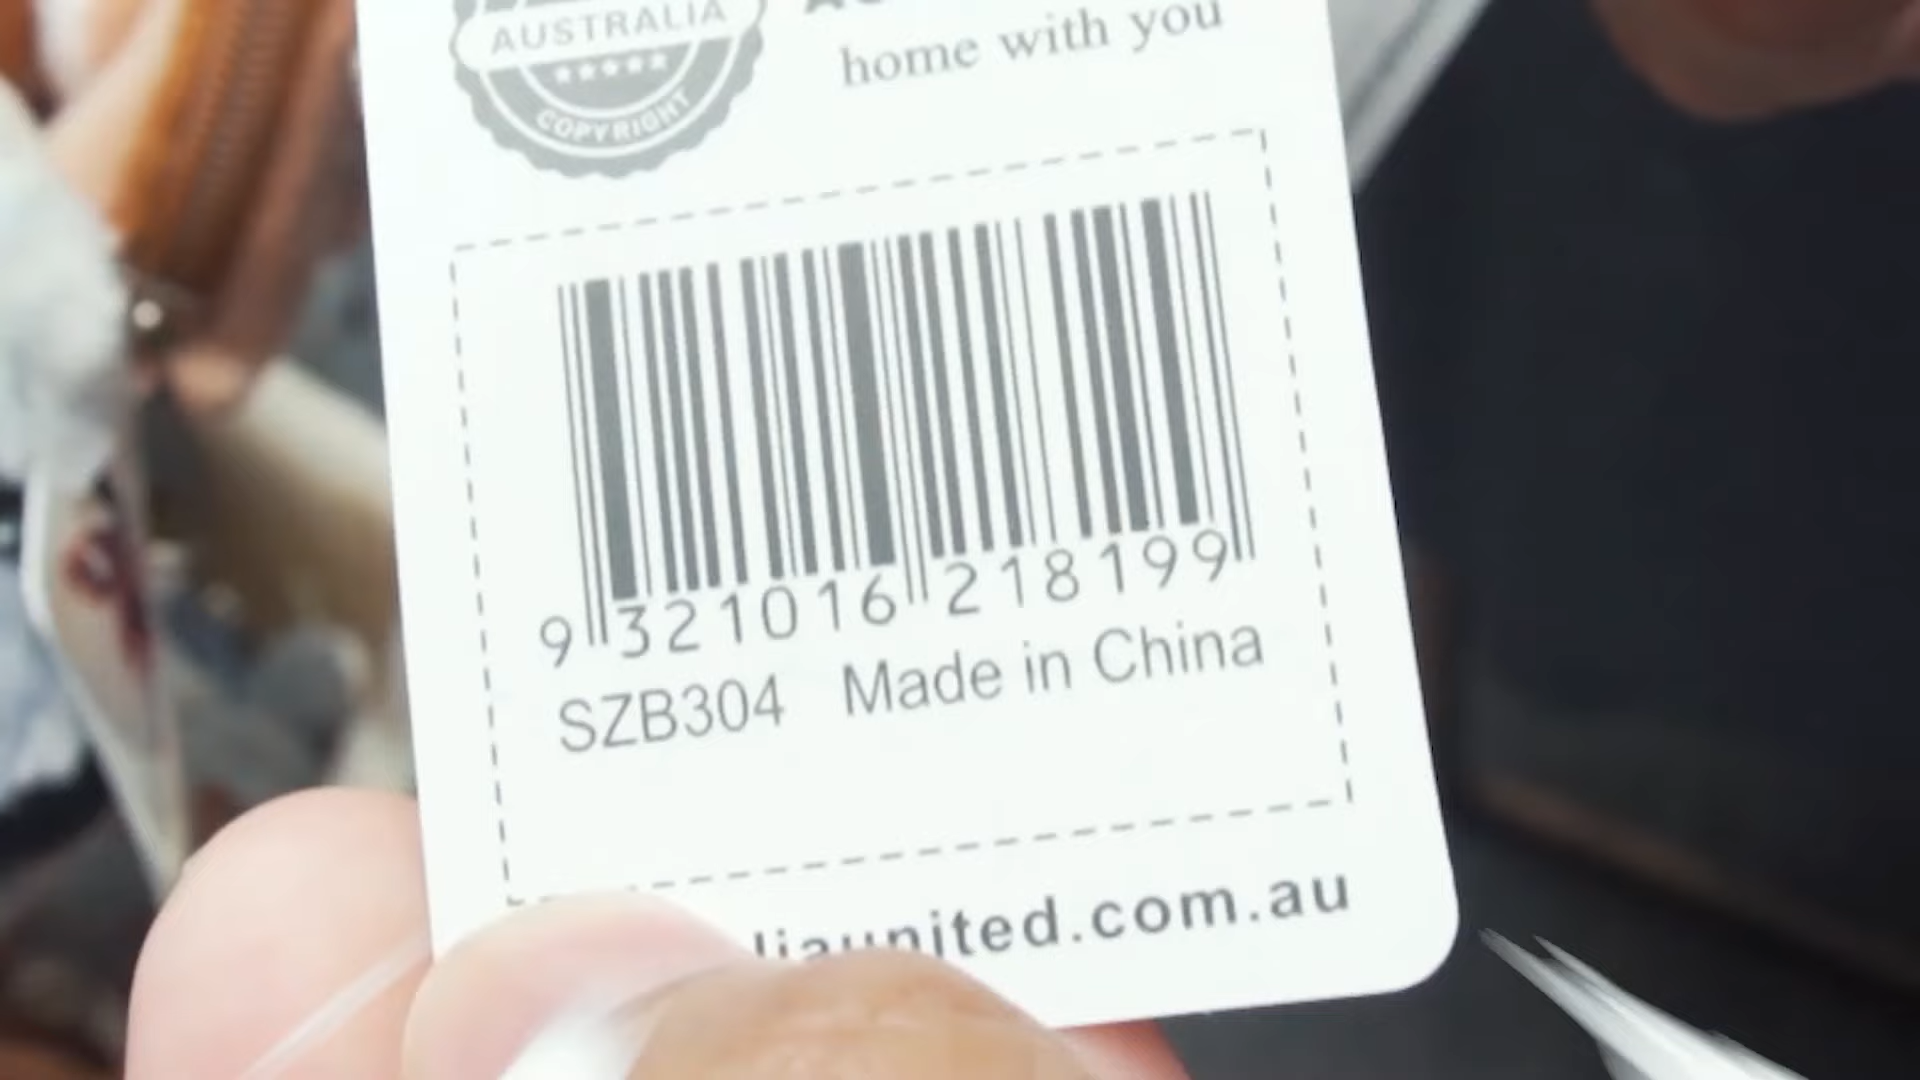 AUSTRALIA
COPYRIGHT
home with you
9 321016 218199
SZB304 Made in China
liaunited.com.au